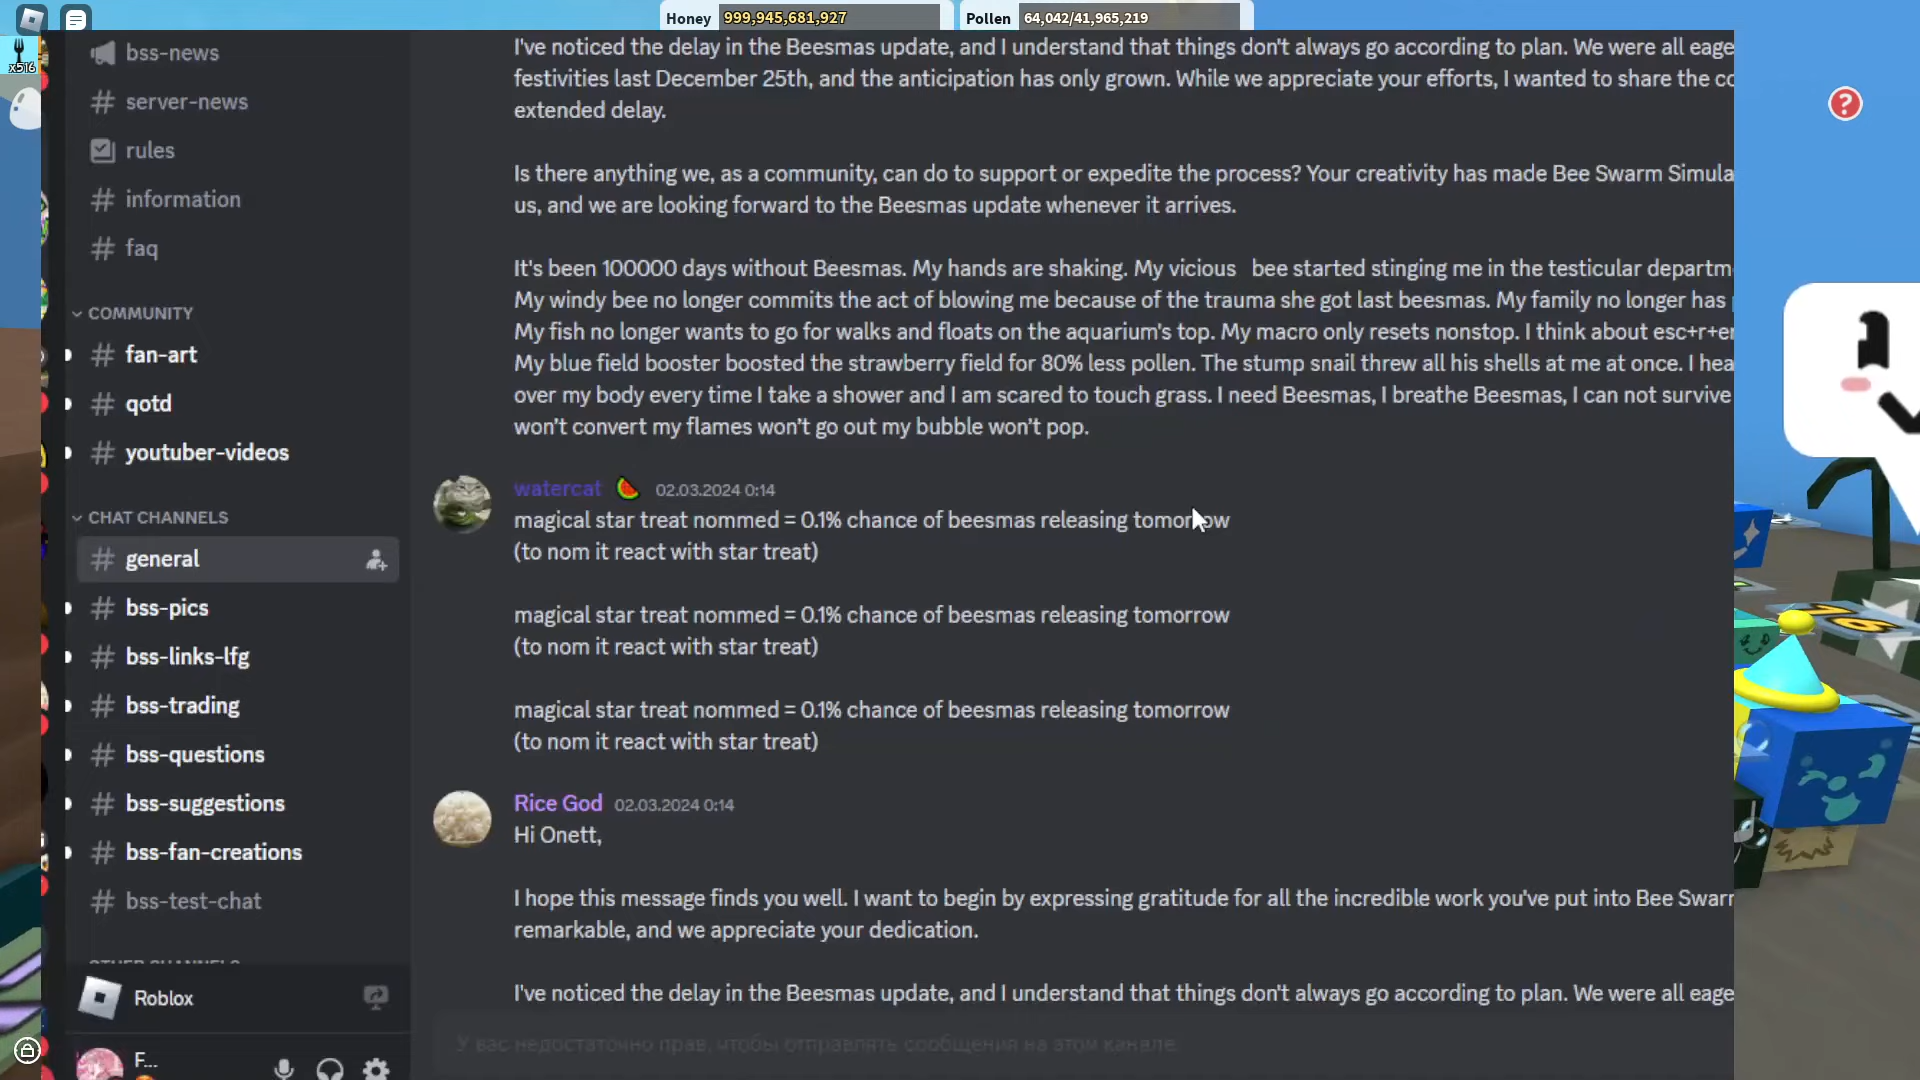 Honey 999,945,681,927
Pollen 64,042/41,965,219
x516
bss-news
server-news
rules
information
faq
COMMUNITY
fan-art
qotd
youtuber-videos
CHAT CHANNELS
general
bss-pics
bss-links-lfg
bss-trading
bss-questions
bss-suggestions
bss-fan-creations
bss-test-chat
OTHER CHANNELS
Roblox
F...
I've noticed the delay in the Beesmas update, and I understand that things don't always go according to plan. We were all eage
festivities last December 25th, and the anticipation has only grown. While we appreciate your efforts, I wanted to share the co
extended delay.
Is there anything we, as a community, can do to support or expedite the process? Your creativity has made Bee Swarm Simula
us, and we are looking forward to the Beesmas update whenever it arrives.
It's been 100000 days without Beesmas. My hands are shaking. My vicious bee started stinging me in the testicular departm
My windy bee no longer commits the act of blowing me because of the trauma she got last beesmas. My family no longer has
My fish no longer wants to go for walks and floats on the aquarium's top. My macro only resets nonstop. I think about esc+r+er
My blue field booster boosted the strawberry field for 80% less pollen. The stump snail threw all his shells at me at once. I hea
over my body every time I take a shower and I am scared to touch grass. I need Beesmas, I breathe Beesmas, I can not survive
won't convert my flames won't go out my bubble won't pop.
watercat 02.03.2024 0:14
magical star treat nommed = 0.1% chance of beesmas releasing tomorrow
(to nom it react with star treat)
magical star treat nommed = 0.1% chance of beesmas releasing tomorrow
(to nom it react with star treat)
magical star treat nommed = 0.1% chance of beesmas releasing tomorrow
(to nom it react with star treat)
Rice God 02.03.2024 0:14
Hi Onett,
I hope this message finds you well. I want to begin by expressing gratitude for all the incredible work you've put into Bee Swarr
remarkable, and we appreciate your dedication.
I've noticed the delay in the Beesmas update, and I understand that things don't always go according to plan. We were all eage
У вас недостаточно прав, чтобы отправлять сообщения на этом канале.